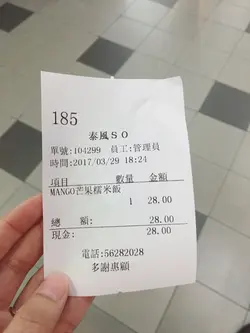 185
泰風SO
單號:104299 員工:管理員
時間:2017/03/29 18:24
項目 數量 金額
MANGO芒果糯米飯
1 28.00
總 額: 28.00
現金: 28.00
電話:56282028
多謝惠顧